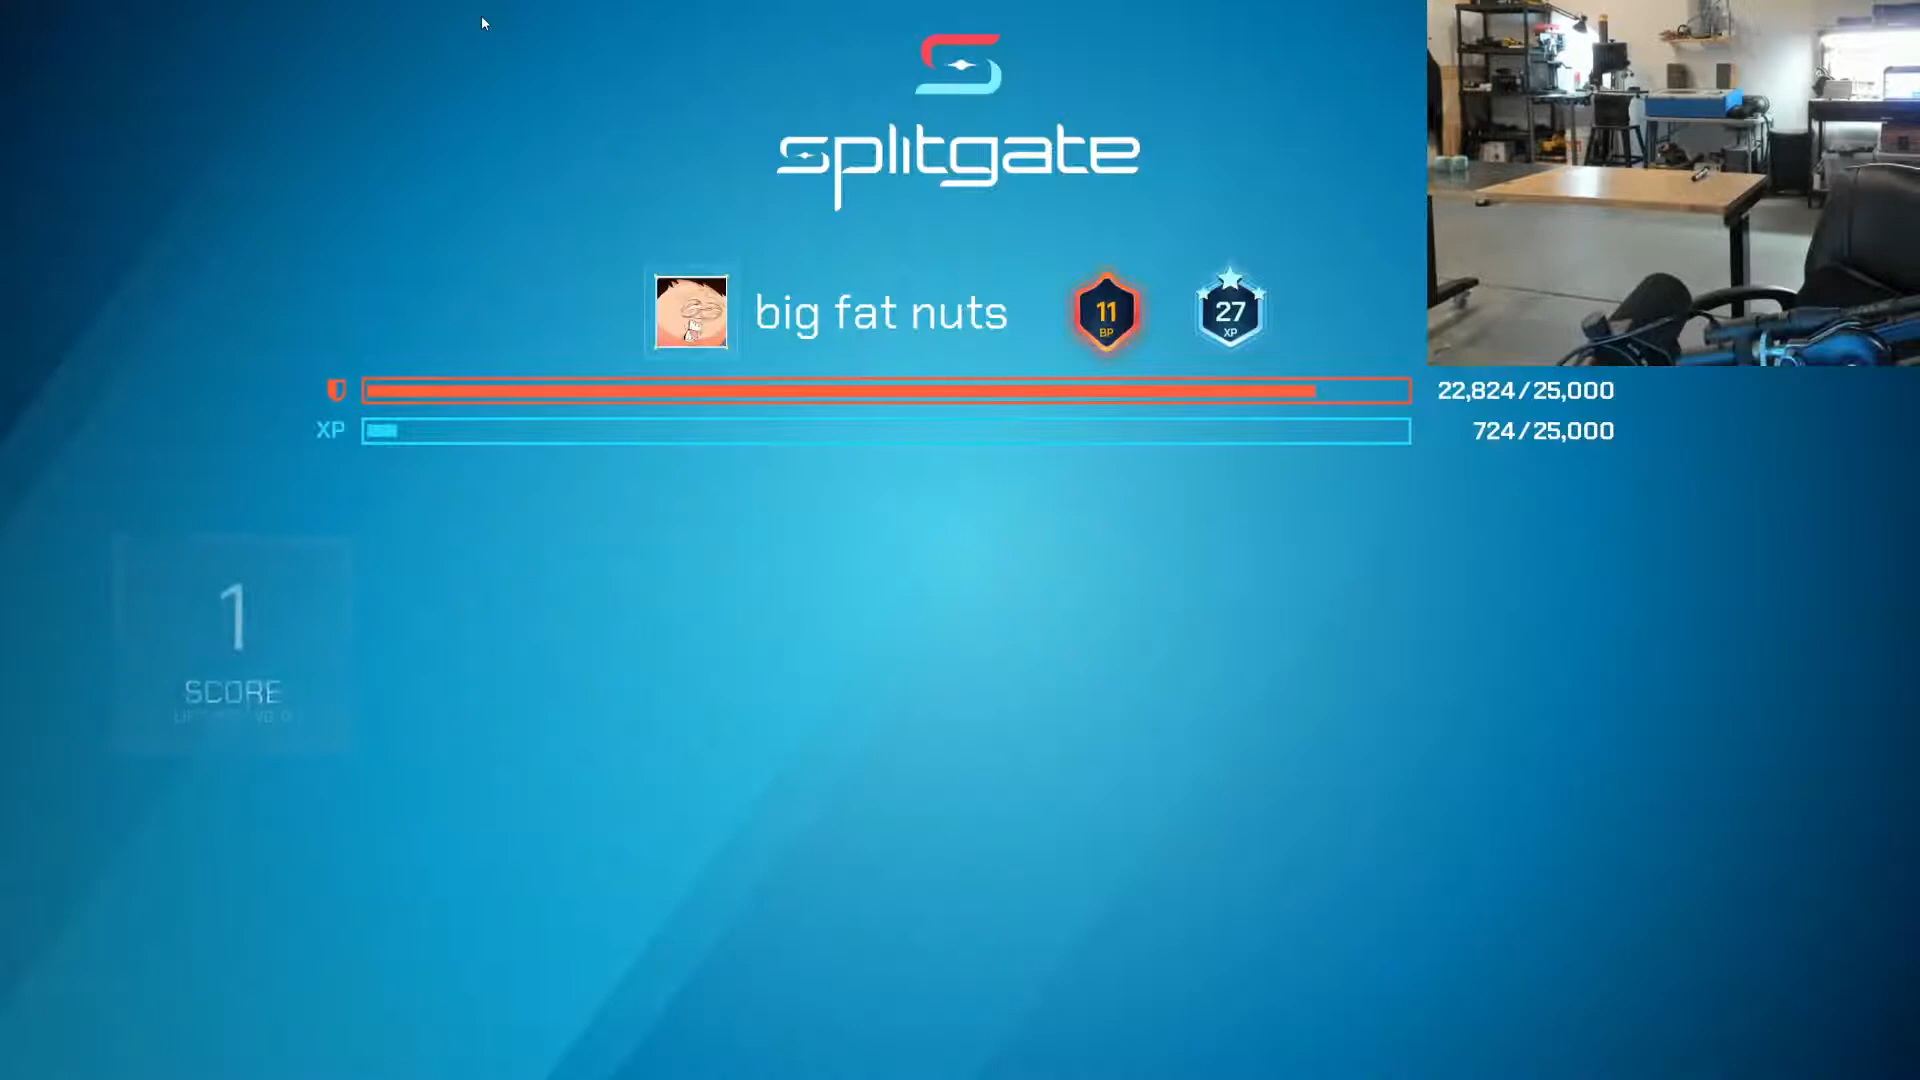 splitgate
big fat nuts
11
BP
27
XP
22,824/25,000
XP
724/25,000
1
SCORE